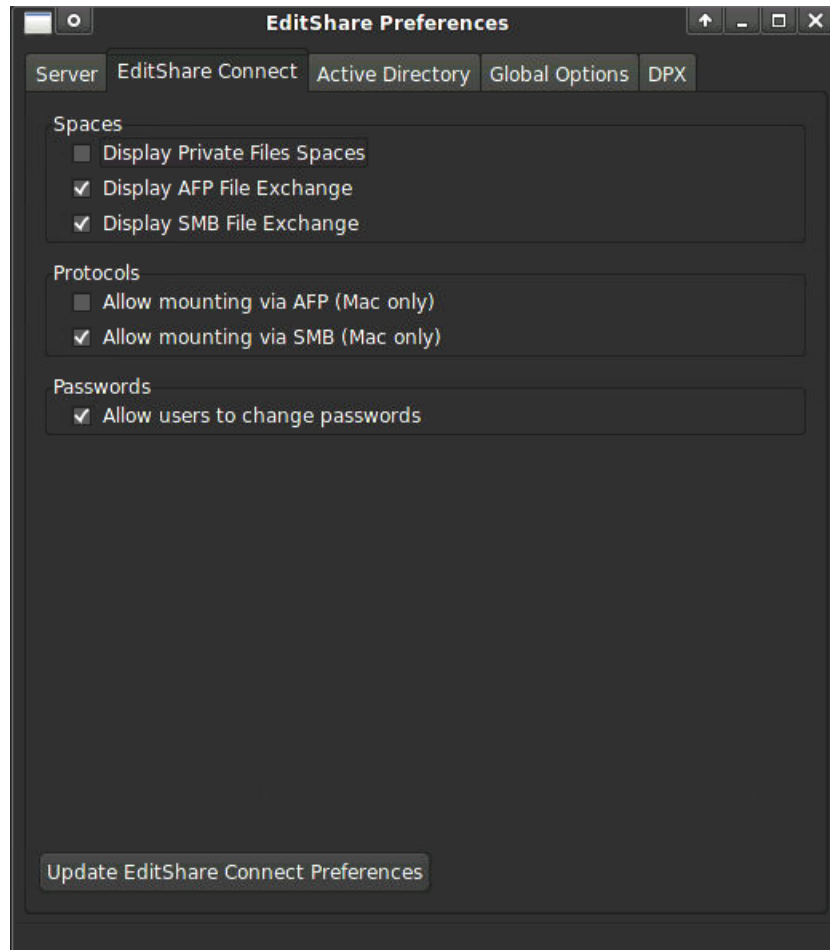 EditShare Preferences
Server EditShare Connect Active Directory Global Options DPX
Spaces
Display Private Files Spaces
Display AFP File Exchange
Display SMB File Exchange
Protocols
Allow mounting via AFP (Mac only)
Allow mounting via SMB (Mac only)
Passwords
Allow users to change passwords
Update EditShare Connect Preferences